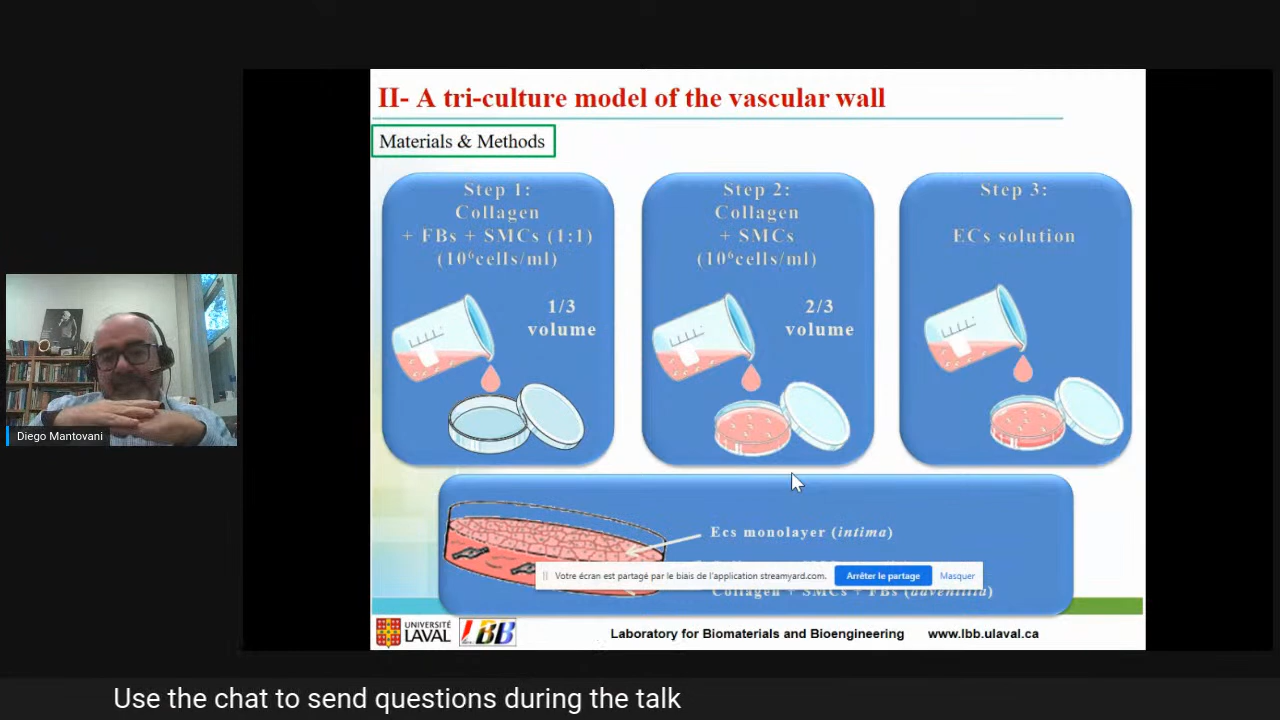 II- A tri-culture model of the vascular wall
Materials & Methods
Step 1:
Collagen
+ FBs + SMCs (1:1)
(10⁶cells/ml)
1/3
volume
Step 2:
Collagen
+ SMCs
(10⁶cells/ml)
2/3
volume
Step 3:
ECs solution
Ecs monolayer (intima)
Votre écran est partagé par le biais de l'application streamyard.com.
Arrêter le partage
Masquer
Collagen + SMCs + FBs (adventitia)
UNIVERSITÉ
LAVAL
LBB
Laboratory for Biomaterials and Bioengineering
www.lbb.ulaval.ca
Diego Mantovani
Use the chat to send questions during the talk